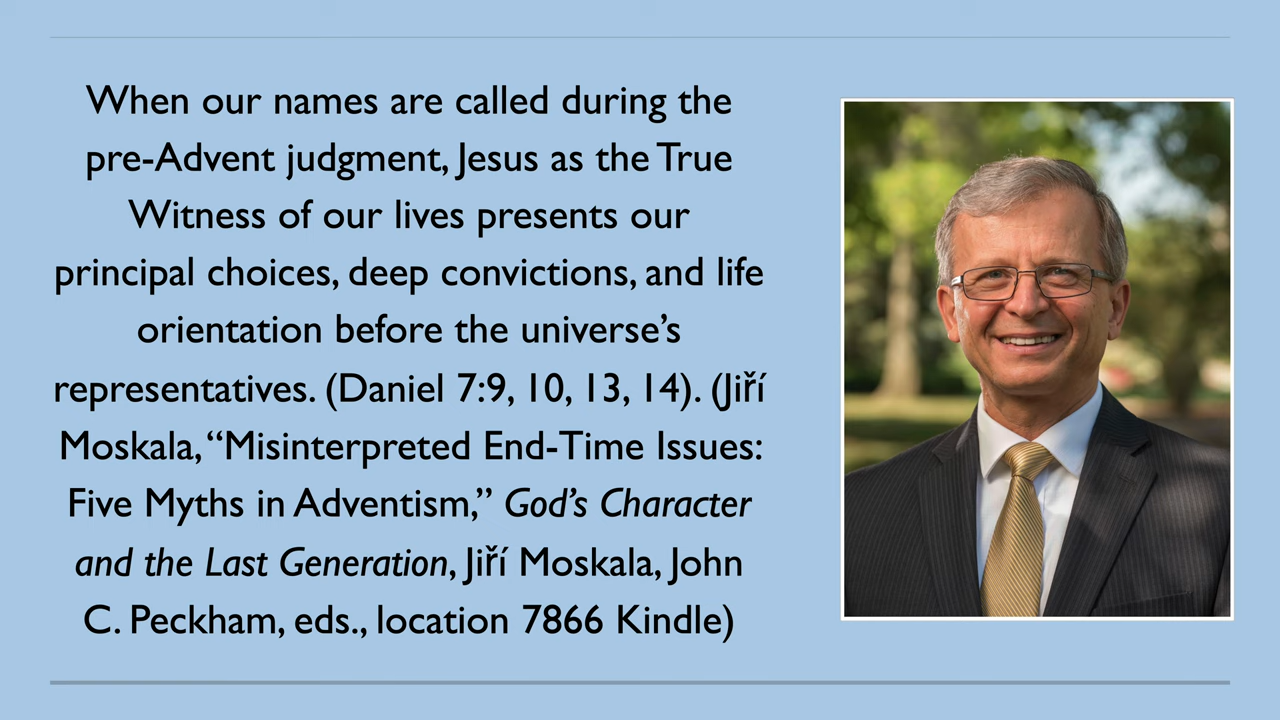 When our names are called during the
pre-Advent judgment, Jesus as the True
Witness of our lives presents our
principal choices, deep convictions, and life
orientation before the universe’s
representatives. (Daniel 7:9, 10, 13, 14). (Jiří
Moskala, “Misinterpreted End-Time Issues:
Five Myths in Adventism,” God’s Character
and the Last Generation, Jiří Moskala, John
C. Peckham, eds., location 7866 Kindle)